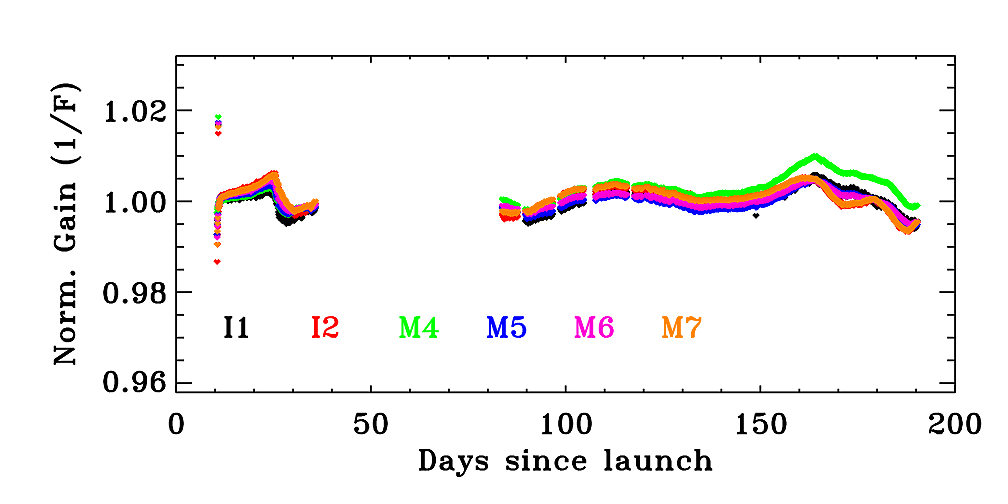 Norm. Gain (1/F)
1.02
1.00
0.98
0.96
I1 I2 M4 M5 M6 M7
0 50 100 150 200
Days since launch